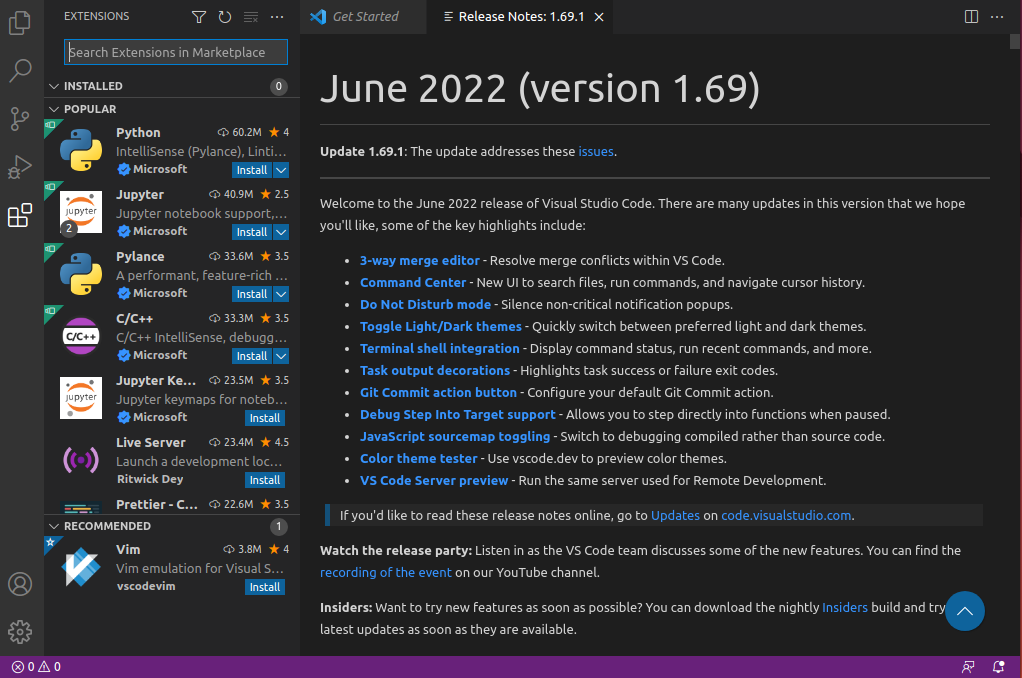 EXTENSIONS
Search Extensions in Marketplace
INSTALLED 0
POPULAR
Python 60.2M 4
IntelliSense (Pylance), Linti...
Microsoft Install
Jupyter 40.9M 2.5
Jupyter notebook support,...
2 Microsoft Install
Pylance 33.6M 3.5
A performant, feature-rich ...
Microsoft Install
C/C++ 33.3M 3.5
C/C++ IntelliSense, debugg...
Microsoft Install
Jupyter Ke... 23.5M 3.5
Jupyter keymaps for noteb...
Microsoft Install
Live Server 23.4M 4.5
Launch a development loc...
Ritwick Dey Install
Prettier - C... 22.6M 3.5
RECOMMENDED 1
Vim 3.8M 4
Vim emulation for Visual S...
vscodevim Install
Get Started
Release Notes: 1.69.1
June 2022 (version 1.69)
Update 1.69.1: The update addresses these issues.
Welcome to the June 2022 release of Visual Studio Code. There are many updates in this version that we hope
you'll like, some of the key highlights include:
• 3-way merge editor - Resolve merge conflicts within VS Code.
• Command Center - New UI to search files, run commands, and navigate cursor history.
• Do Not Disturb mode - Silence non-critical notification popups.
• Toggle Light/Dark themes - Quickly switch between preferred light and dark themes.
• Terminal shell integration - Display command status, run recent commands, and more.
• Task output decorations - Highlights task success or failure exit codes.
• Git Commit action button - Configure your default Git Commit action.
• Debug Step Into Target support - Allows you to step directly into functions when paused.
• JavaScript sourcemap toggling - Switch to debugging compiled rather than source code.
• Color theme tester - Use vscode.dev to preview color themes.
• VS Code Server preview - Run the same server used for Remote Development.
If you'd like to read these release notes online, go to Updates on code.visualstudio.com.
Watch the release party: Listen in as the VS Code team discusses some of the new features. You can find the
recording of the event on our YouTube channel.
Insiders: Want to try new features as soon as possible? You can download the nightly Insiders build and try
latest updates as soon as they are available.
0 0
jupyter
C/C++
jupyter